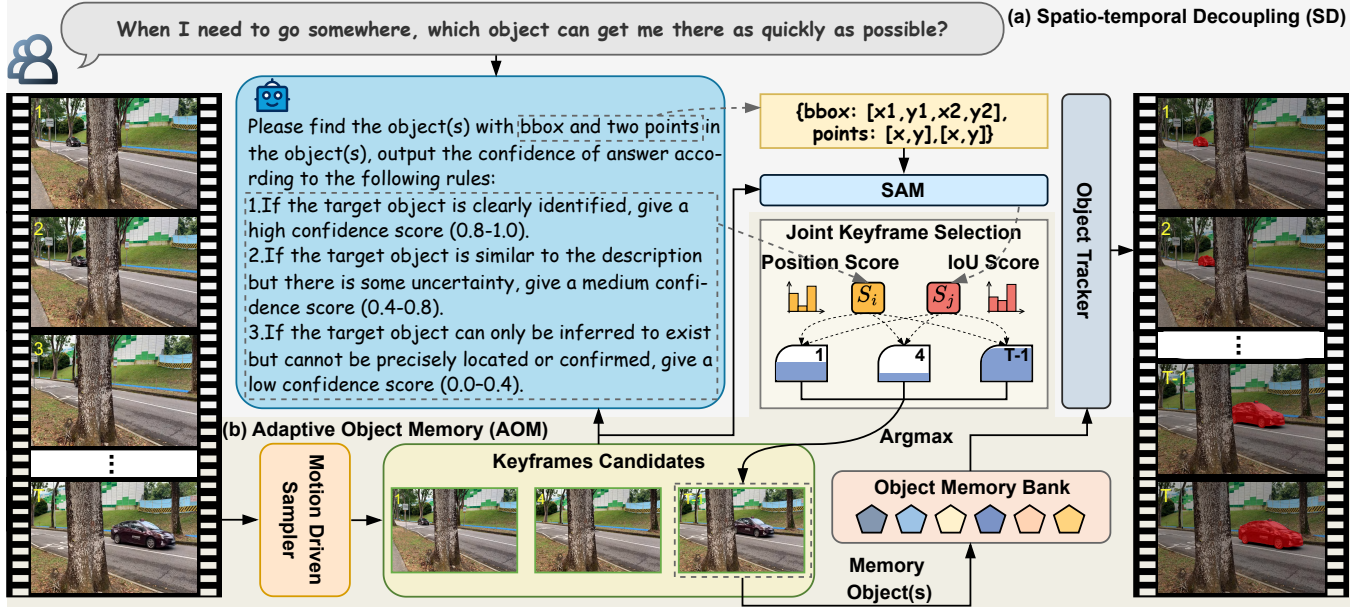 When I need to go somewhere, which object can get me there as quickly as possible?
(a) Spatio-temporal Decoupling (SD)
1
2
3
T
Please find the object(s) with bbox and two points in
the object(s), output the confidence of answer acco-
rding to the following rules:
1.If the target object is clearly identified, give a
high confidence score (0.8-1.0).
2.If the target object is similar to the description
but there is some uncertainty, give a medium confi-
dence score (0.4-0.8).
3.If the target object can only be inferred to exist
but cannot be precisely located or confirmed, give a
low confidence score (0.0-0.4).
{bbox: [x1,y1,x2,y2],
points: [x,y],[x,y]}
SAM
Joint Keyframe Selection
Position Score
IoU Score
S_i
S_j
1
4
T-1
Argmax
Object Tracker
1
2
T-1
T
(b) Adaptive Object Memory (AOM)
Motion Driven
Sampler
Keyframes Candidates
1
4
Object Memory Bank
Memory
Object(s)